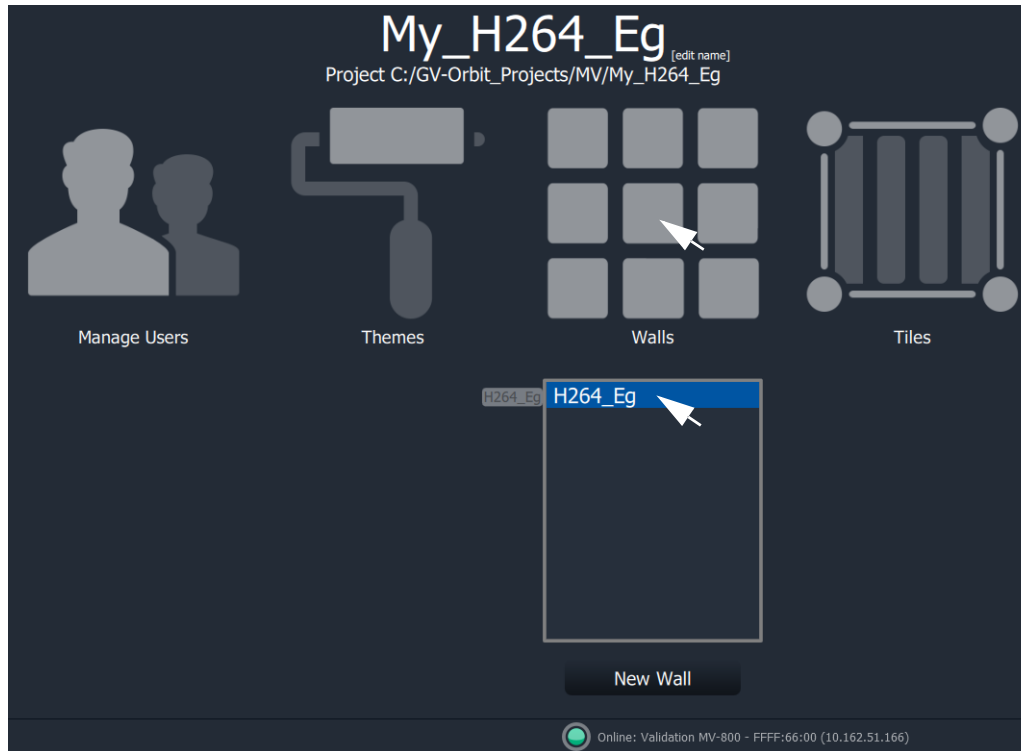 My_H264_Eg [edit name]
Project C:/GV-Orbit_Projects/MV/My_H264_Eg
Manage Users
Themes
Walls
Tiles
H264_Eg
H264_Eg
New Wall
Online: Validation MV-800 - FFFF:66:00 (10.162.51.166)